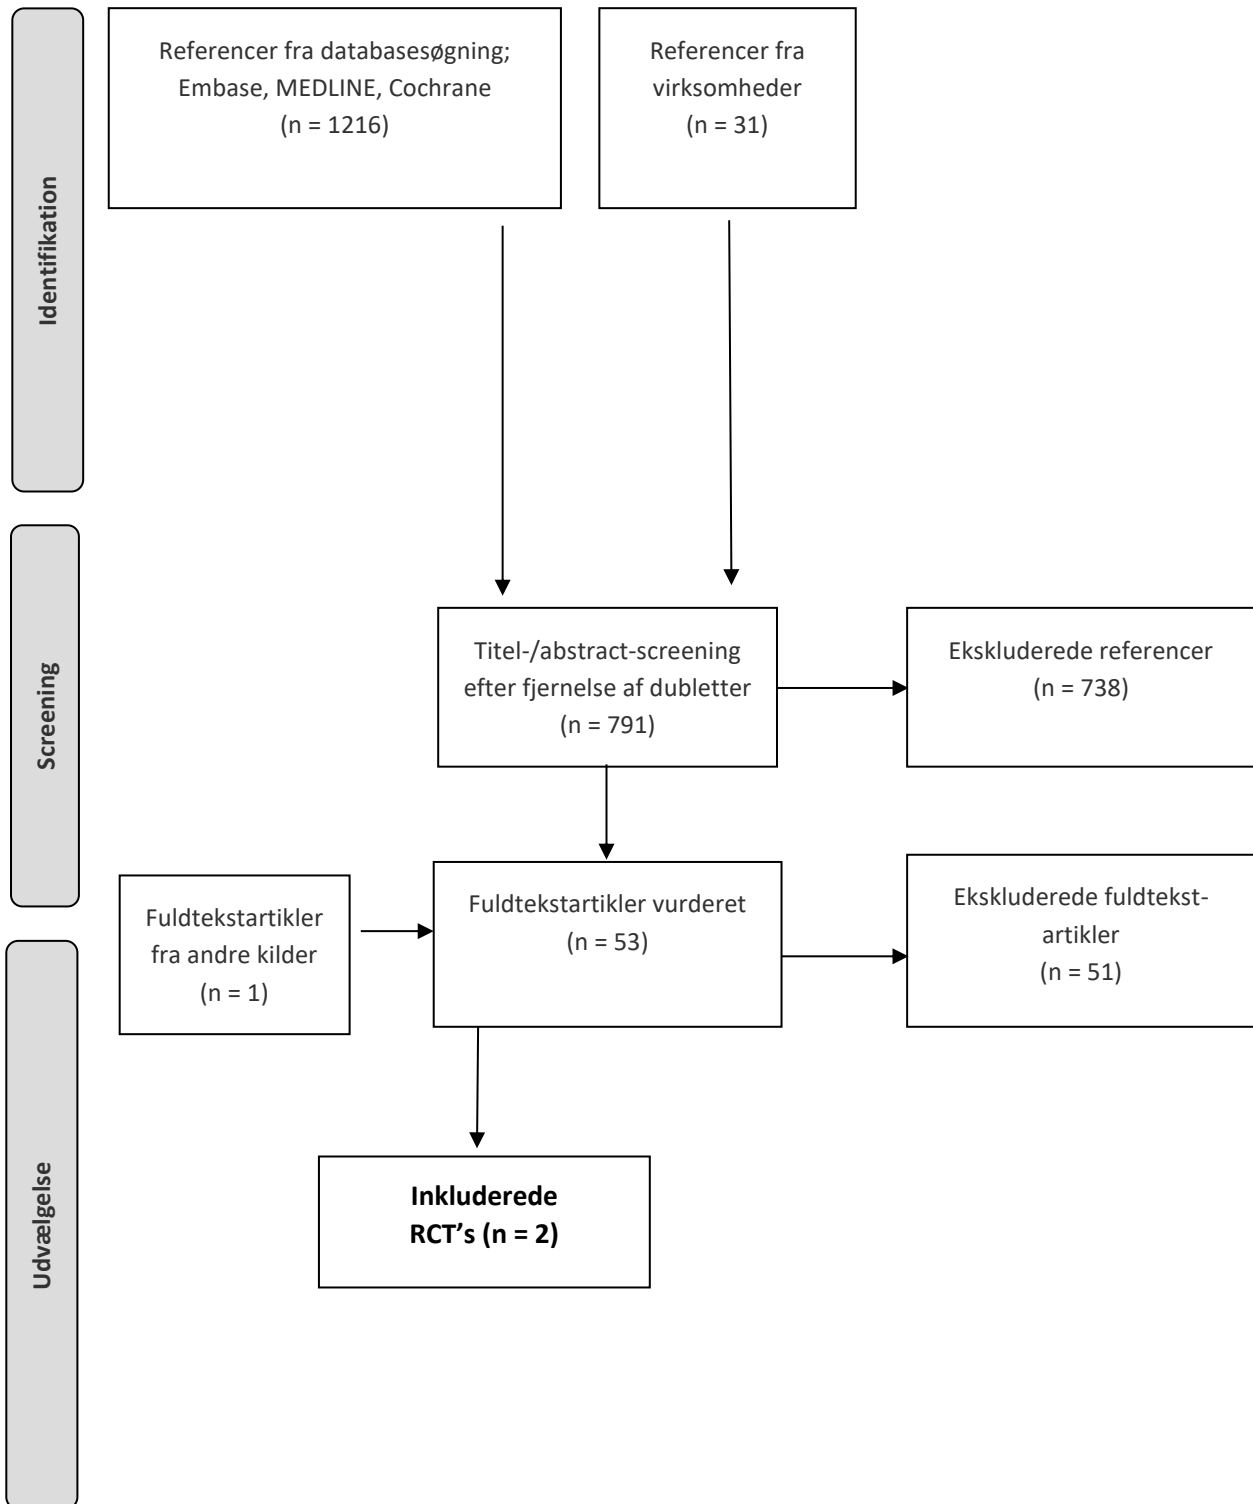 Identifikation
Referencer fra databasesøgning;
Embase, MEDLINE, Cochrane
(n = 1216)
Referencer fra
virksomheder
(n = 31)
Screening
Titel-/abstract-screening
efter fjernelse af dubletter
(n = 791)
Ekskluderede referencer
(n = 738)
Fuldtekstartikler
fra andre kilder
(n = 1)
Fuldtekstartikler vurderet
(n = 53)
Ekskluderede fuldtekst-
artikler
(n = 51)
Udvælgelse
Inkluderede
RCT’s (n = 2)